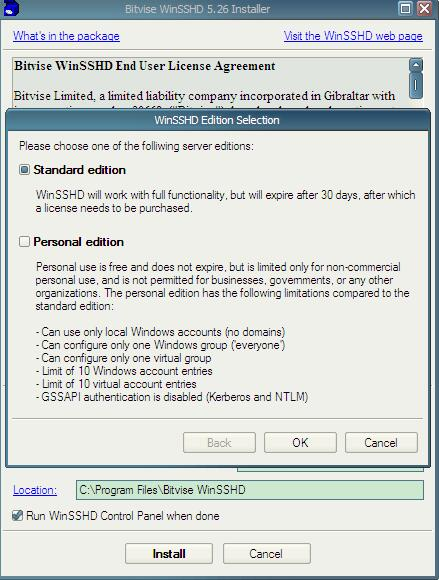 Bitvise WinSSHD 5.26 Installer
What's in the package
Visit the WinSSHD web page
Bitvise WinSSHD End User License Agreement
Bitvise Limited, a limited liability company incorporated in Gibraltar with
WinSSHD Edition Selection
Please choose one of the folliwing server editions:
Standard edition
WinSSHD will work with full functionality, but will expire after 30 days, after which
a license needs to be purchased.
Personal edition
Personal use is free and does not expire, but is limited only for non-commercial
personal use, and is not permitted for businesses, governments, or any other
organizations. The personal edition has the following limitations compared to the
standard edition:
- Can use only local Windows accounts (no domains)
- Can configure only one Windows group ('everyone')
- Can configure only one virtual group
- Limit of 10 Windows account entries
- Limit of 10 virtual account entries
- GSSAPI authentication is disabled (Kerberos and NTLM)
Back
OK
Cancel
Location:
C:\Program Files\Bitvise WinSSHD
Run WinSSHD Control Panel when done
Install
Cancel